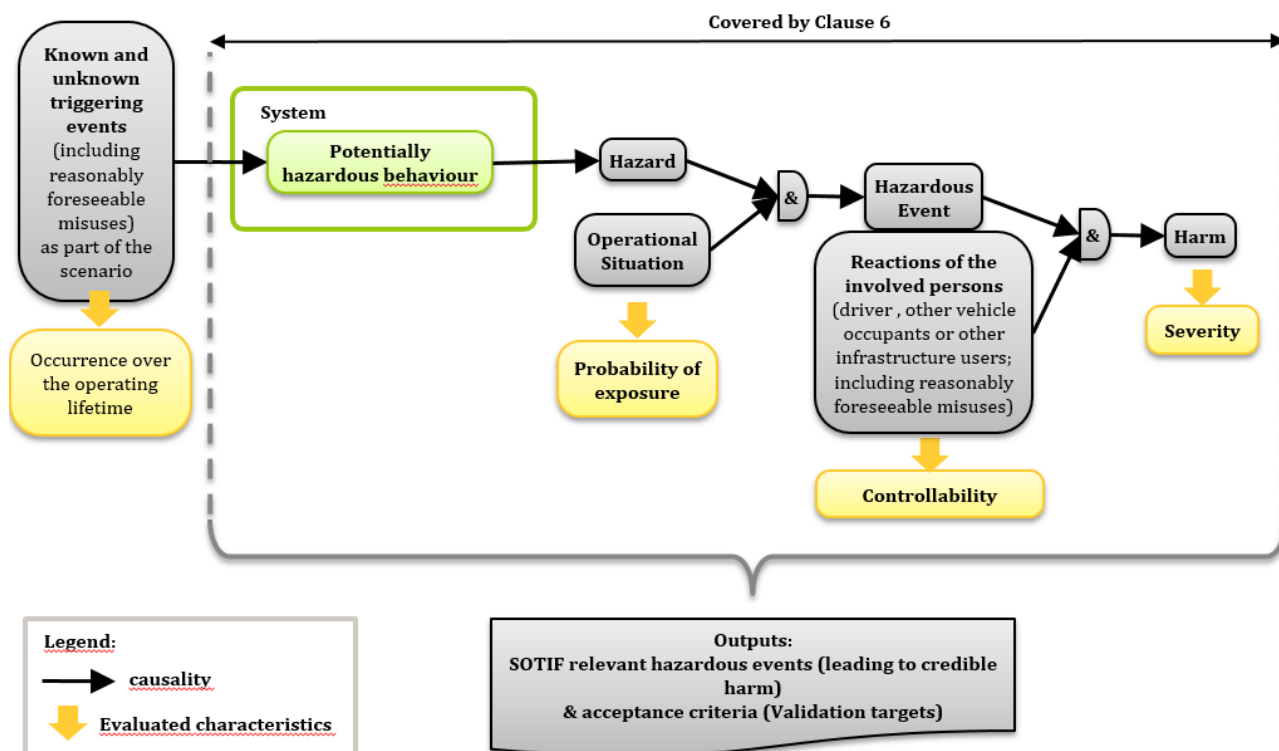 Covered by Clause 6
Known and
unknown
triggering
events
(including
reasonably
foreseeable
misuses)
as part of the
scenario
System
Potentially
hazardous behaviour
Hazard
&
Hazardous
Event
Operational
Situation
&
Harm
Reactions of the
involved persons
(driver , other vehicle
occupants or other
infrastructure users;
including reasonably
foreseeable misuses)
Occurrence over
the operating
lifetime
Probability of
exposure
Severity
Controllability
Legend:
causality
Evaluated characteristics
Outputs:
SOTIF relevant hazardous events (leading to credible
harm)
& acceptance criteria (Validation targets)